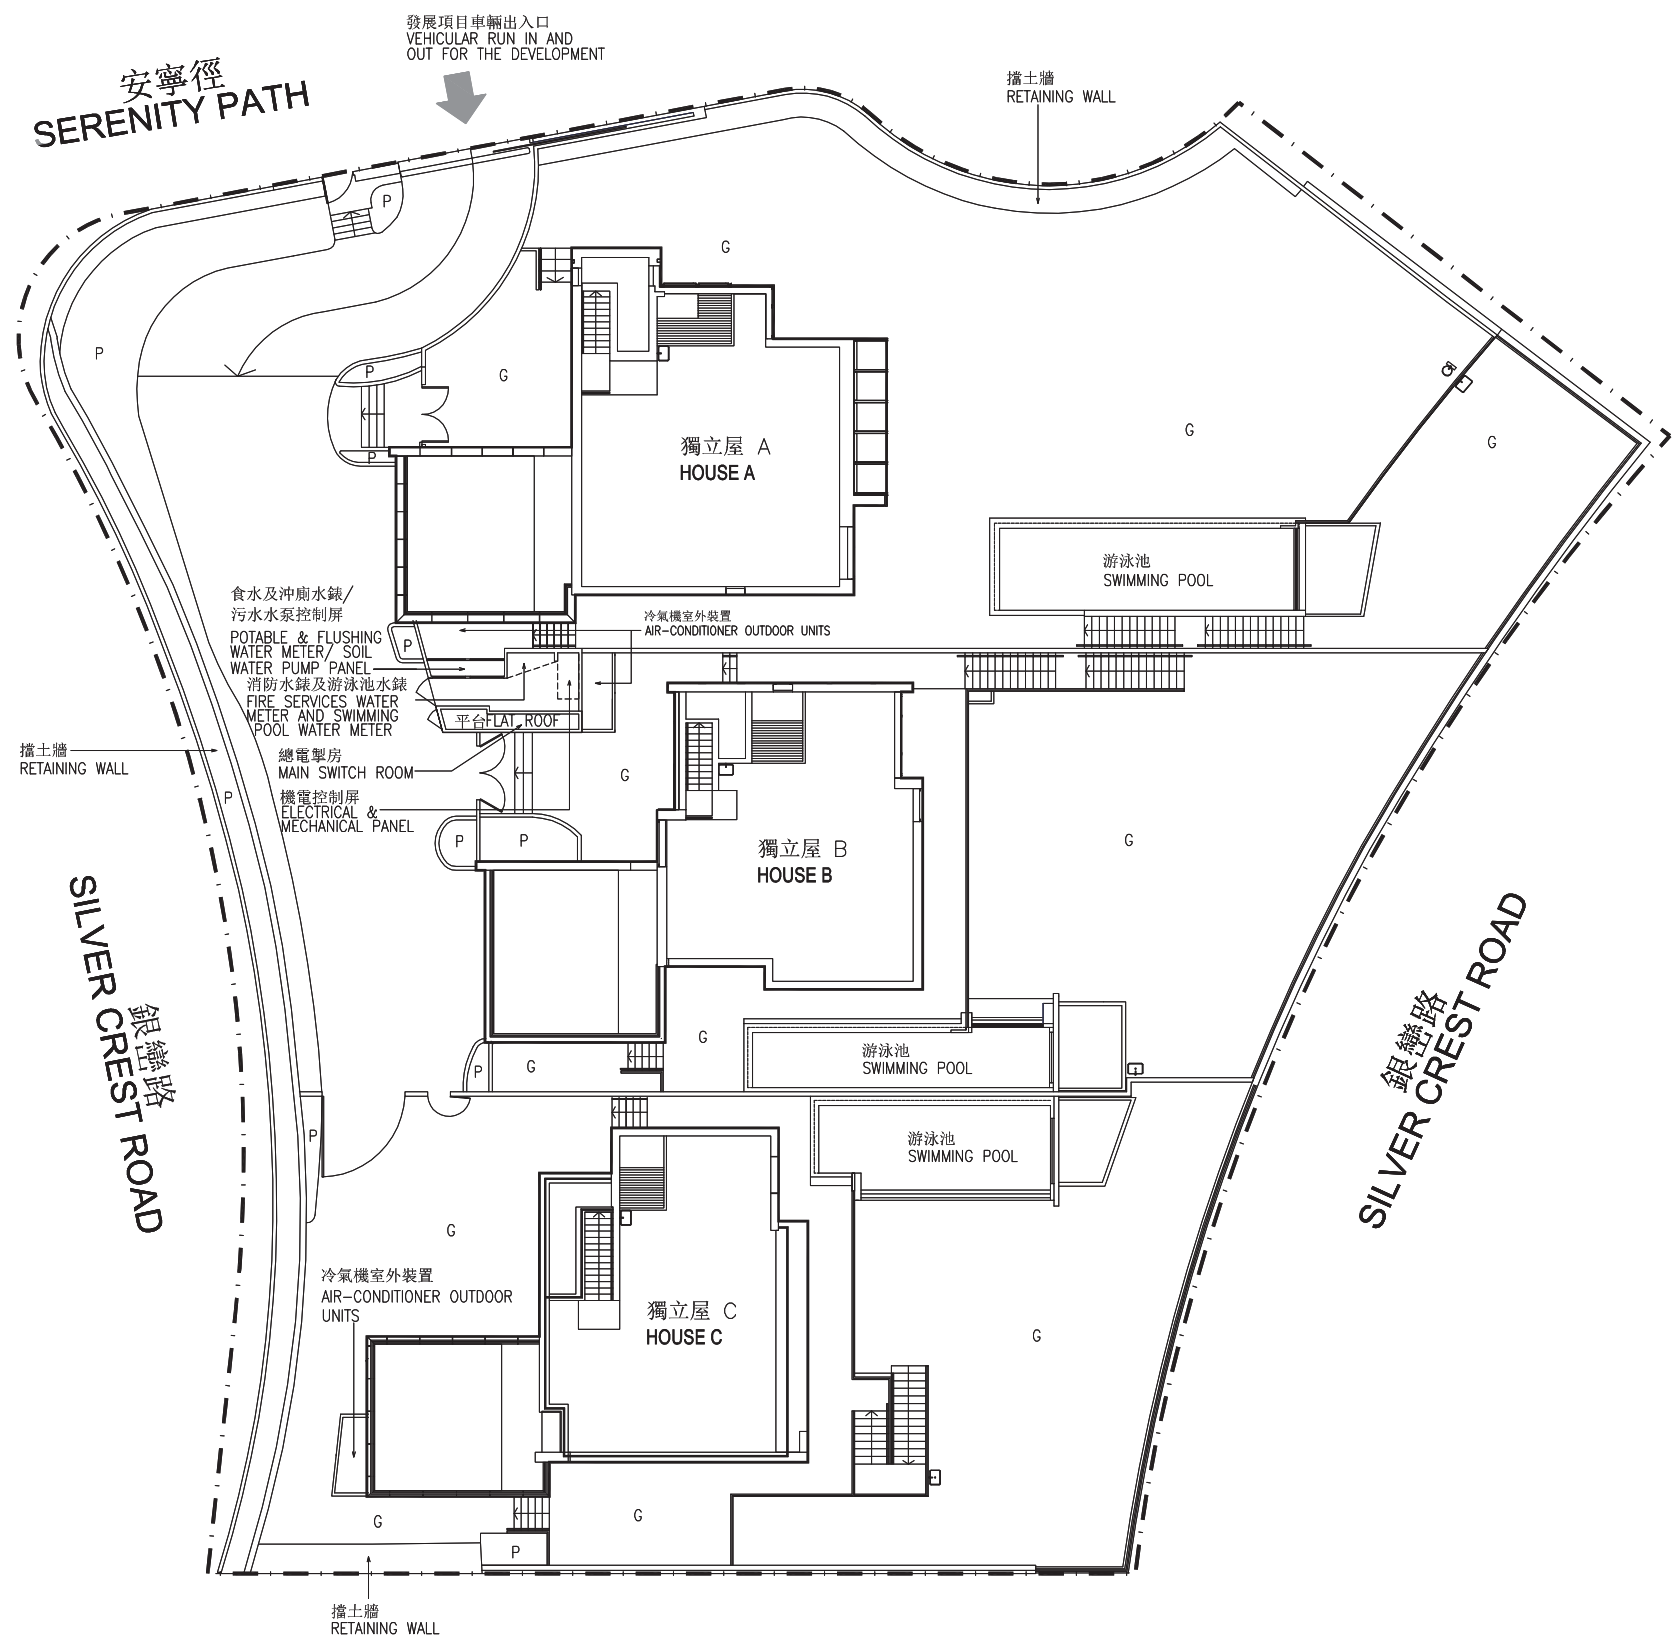 發展項目車輛出入口
VEHICULAR RUN IN AND
OUT FOR THE DEVELOPMENT
安寧徑
SERENITY PATH
擋土牆
RETAINING WALL
P
G
P
P
G
G
G
獨立屋 A
HOUSE A
P
游泳池
SWIMMING POOL
食水及沖廁水錶/
污水水泵控制屏
POTABLE & FLUSHING
WATER METER/ SOIL
WATER PUMP PANEL
P
冷氣機室外裝置
AIR-CONDITIONER OUTDOOR UNITS
消防水錶及游泳池水錶
FIRE SERVICES WATER
METER AND SWIMMING
POOL WATER METER
平台FLAT ROOF
擋土牆
RETAINING WALL
總電掣房
MAIN SWITCH ROOM
G
機電控制屏
ELECTRICAL &
MECHANICAL PANEL
P
P
P
獨立屋 B
HOUSE B
G
銀巒路
SILVER CREST ROAD
銀巒路
SILVER CREST ROAD
G
游泳池
SWIMMING POOL
P
G
P
游泳池
SWIMMING POOL
G
冷氣機室外裝置
AIR-CONDITIONER OUTDOOR
UNITS
獨立屋 C
HOUSE C
G
G
G
P
擋土牆
RETAINING WALL